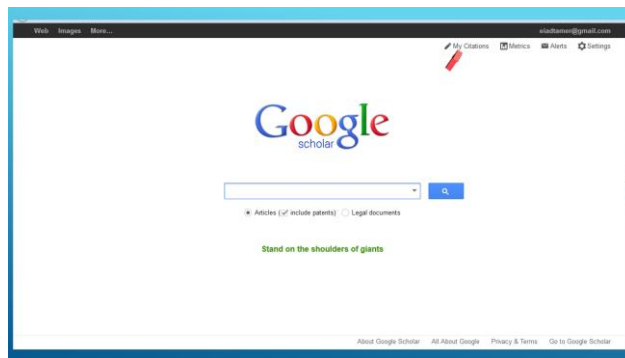 Web Images More... eladtamer@gmail.com
My Citations Metrics Alerts Settings
Google
scholar
Articles (include patents) Legal documents
Stand on the shoulders of giants
About Google Scholar All About Google Privacy & Terms Go to Google Scholar